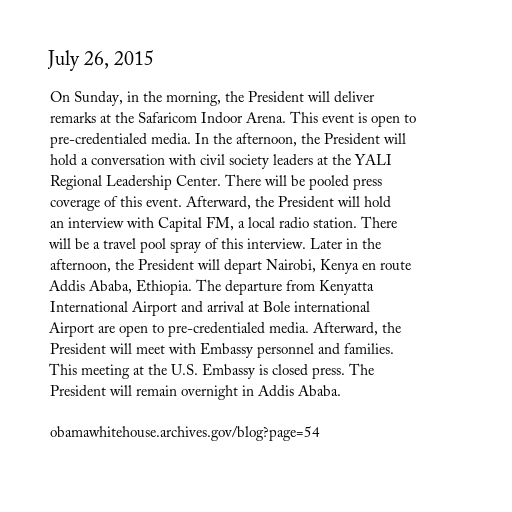 July 26, 2015
On Sunday, in the morning, the President will deliver
remarks at the Safaricom Indoor Arena. This event is open to
pre-credentialed media. In the afternoon, the President will
hold a conversation with civil society leaders at the YALI
Regional Leadership Center. There will be pooled press
coverage of this event. Afterward, the President will hold
an interview with Capital FM, a local radio station. There
will be a travel pool spray of this interview. Later in the
afternoon, the President will depart Nairobi, Kenya en route
Addis Ababa, Ethiopia. The departure from Kenyatta
International Airport and arrival at Bole international
Airport are open to pre-credentialed media. Afterward, the
President will meet with Embassy personnel and families.
This meeting at the U.S. Embassy is closed press. The
President will remain overnight in Addis Ababa.
obamawhitehouse.archives.gov/blog?page=54